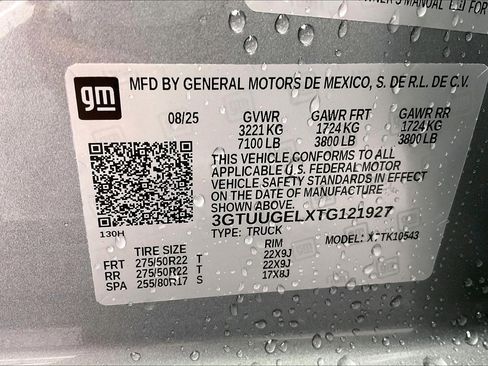 OWNER'S MANUAL
gm
MFD BY GENERAL MOTORS DE MEXICO, S. DE R.L. DE C.V.
08/25 GVWR GAWR FRT GAWR RR
3221 KG 1724 KG 1724 KG
7100 LB 3800 LB 3800 LB
THIS VEHICLE CONFORMS TO ALL
APPLICABLE U.S. FEDERAL MOTOR
VEHICLE SAFETY STANDARDS IN EFFECT
ON THE DATE OF MANUFACTURE
SHOWN ABOVE.
3GTUUGELXTG121927
130H TYPE: TRUCK MODEL:
TIRE SIZE RIM
FRT 275/50R22 T 22X9J
RR 275/50R22 T 22X9J
SPA 255/80R17 S 17X8J